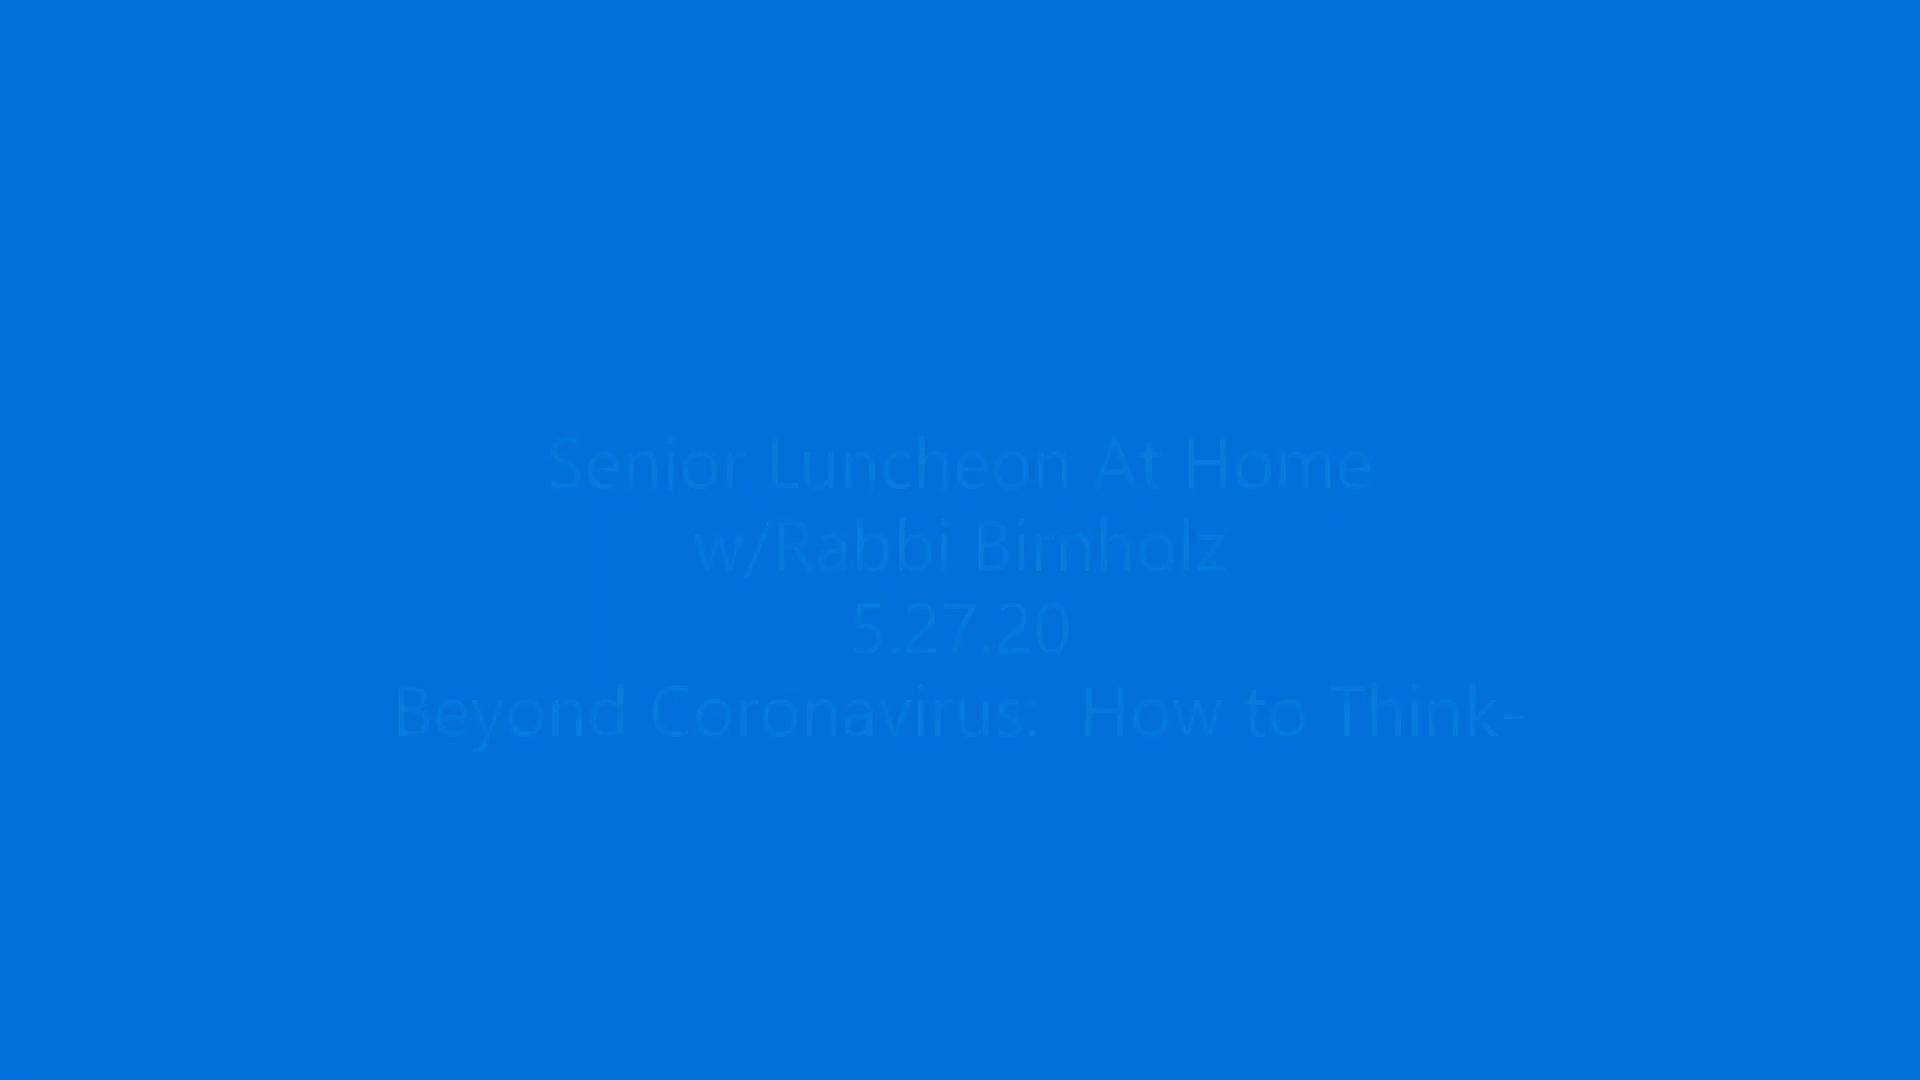 Senior Luncheon At Home
w/Rabbi Birnholz
5.27.20
Beyond Coronavirus:  How to Think-